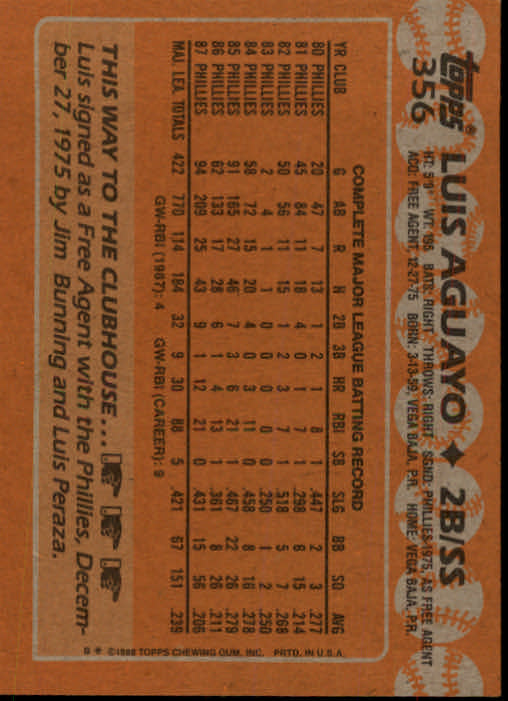 topps®
356 LUIS AGUAYO ♦ 2B/SS
HT: 5'9" WT: 195 BATS: RIGHT THROWS: RIGHT SGND: PHILLIES 1975, AS FREE AGENT
ACQ: FREE AGENT, 12-27-75 BORN: 3-13-59, VEGA BAJA, P.R. HOME: VEGA BAJA, P.R.
COMPLETE MAJOR LEAGUE BATTING RECORD
YR CLUB G AB R H 2B 3B HR RBI SB SLG BB SO AVG
80 PHILLIES 20 47 7 13 1 2 1 8 1 .447 2 3 .277
81 PHILLIES 45 84 11 18 4 0 1 7 1 .298 6 15 .214
82 PHILLIES 50 56 11 15 1 2 3 7 1 .518 5 7 .268
83 PHILLIES 2 4 1 1 0 0 0 0 0 .250 1 2 .250
84 PHILLIES 58 72 15 20 4 0 3 11 0 .458 8 16 .278
85 PHILLIES 91 165 27 46 7 3 6 21 1 .467 22 26 .279
86 PHILLIES 62 133 17 28 6 1 4 13 1 .361 8 26 .211
87 PHILLIES 94 209 25 43 9 1 12 21 0 .431 15 56 .206
MAJ. LEA. TOTALS 422 770 114 184 32 9 30 88 5 .421 67 151 .239
GW-RBI (1987): 4 GW-RBI (CAREER): 9
B * ©1988 TOPPS CHEWING GUM, INC. PRTD. IN U.S.A.
THIS WAY TO THE CLUBHOUSE...
Luis signed as a Free Agent with the Phillies, Decem-
ber 27, 1975 by Jim Bunning and Luis Peraza.